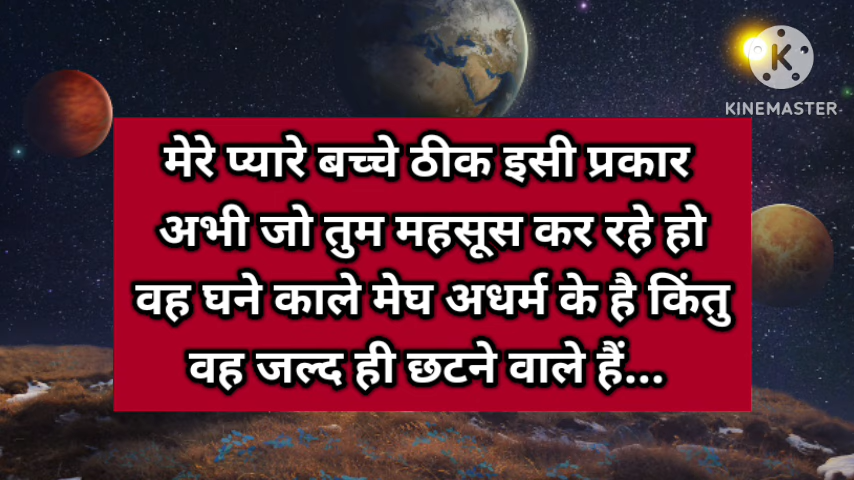 KINEMASTER
मेरे प्यारे बच्चे ठीक इसी प्रकार
अभी जो तुम महसूस कर रहे हो
वह घने काले मेघ अधर्म के है किंतु
वह जल्द ही छटने वाले हैं...